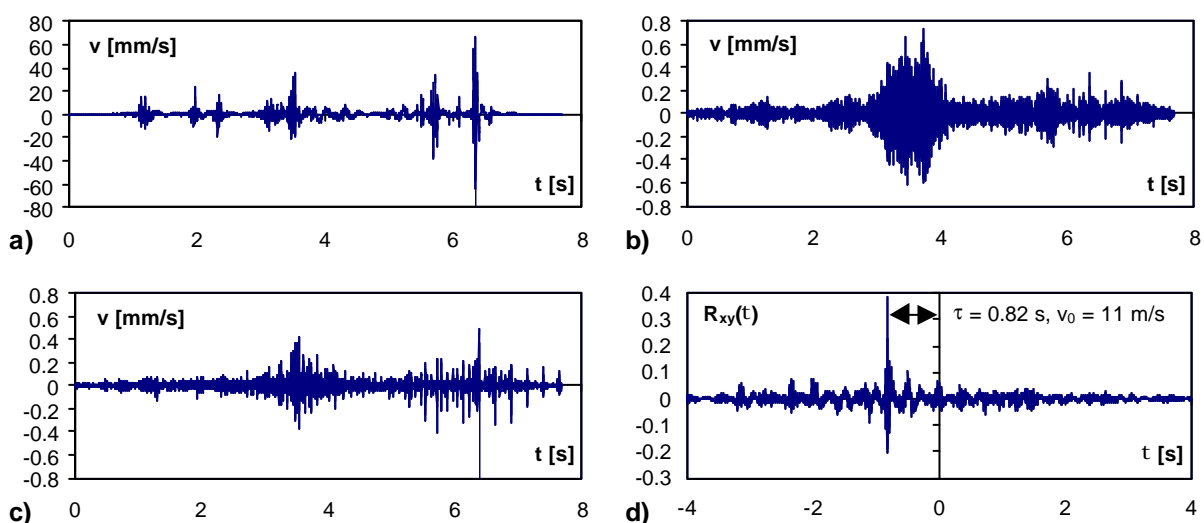 80
60
40
20
0
-20
-40
-60
-80
v [mm/s]
t [s]
0 2 4 6 8
a)
0.8
0.6
0.4
0.2
0
-0.2
-0.4
-0.6
-0.8
v [mm/s]
t [s]
0 2 4 6 8
b)
0.8
0.6
0.4
0.2
0
-0.2
-0.4
-0.6
-0.8
v [mm/s]
t [s]
0 2 4 6 8
c)
0.4
0.3
0.2
0.1
0
-0.1
-0.2
-0.3
Rxy(t)
τ = 0.82 s, v0 = 11 m/s
t [s]
-4 -2 0 2 4
d)